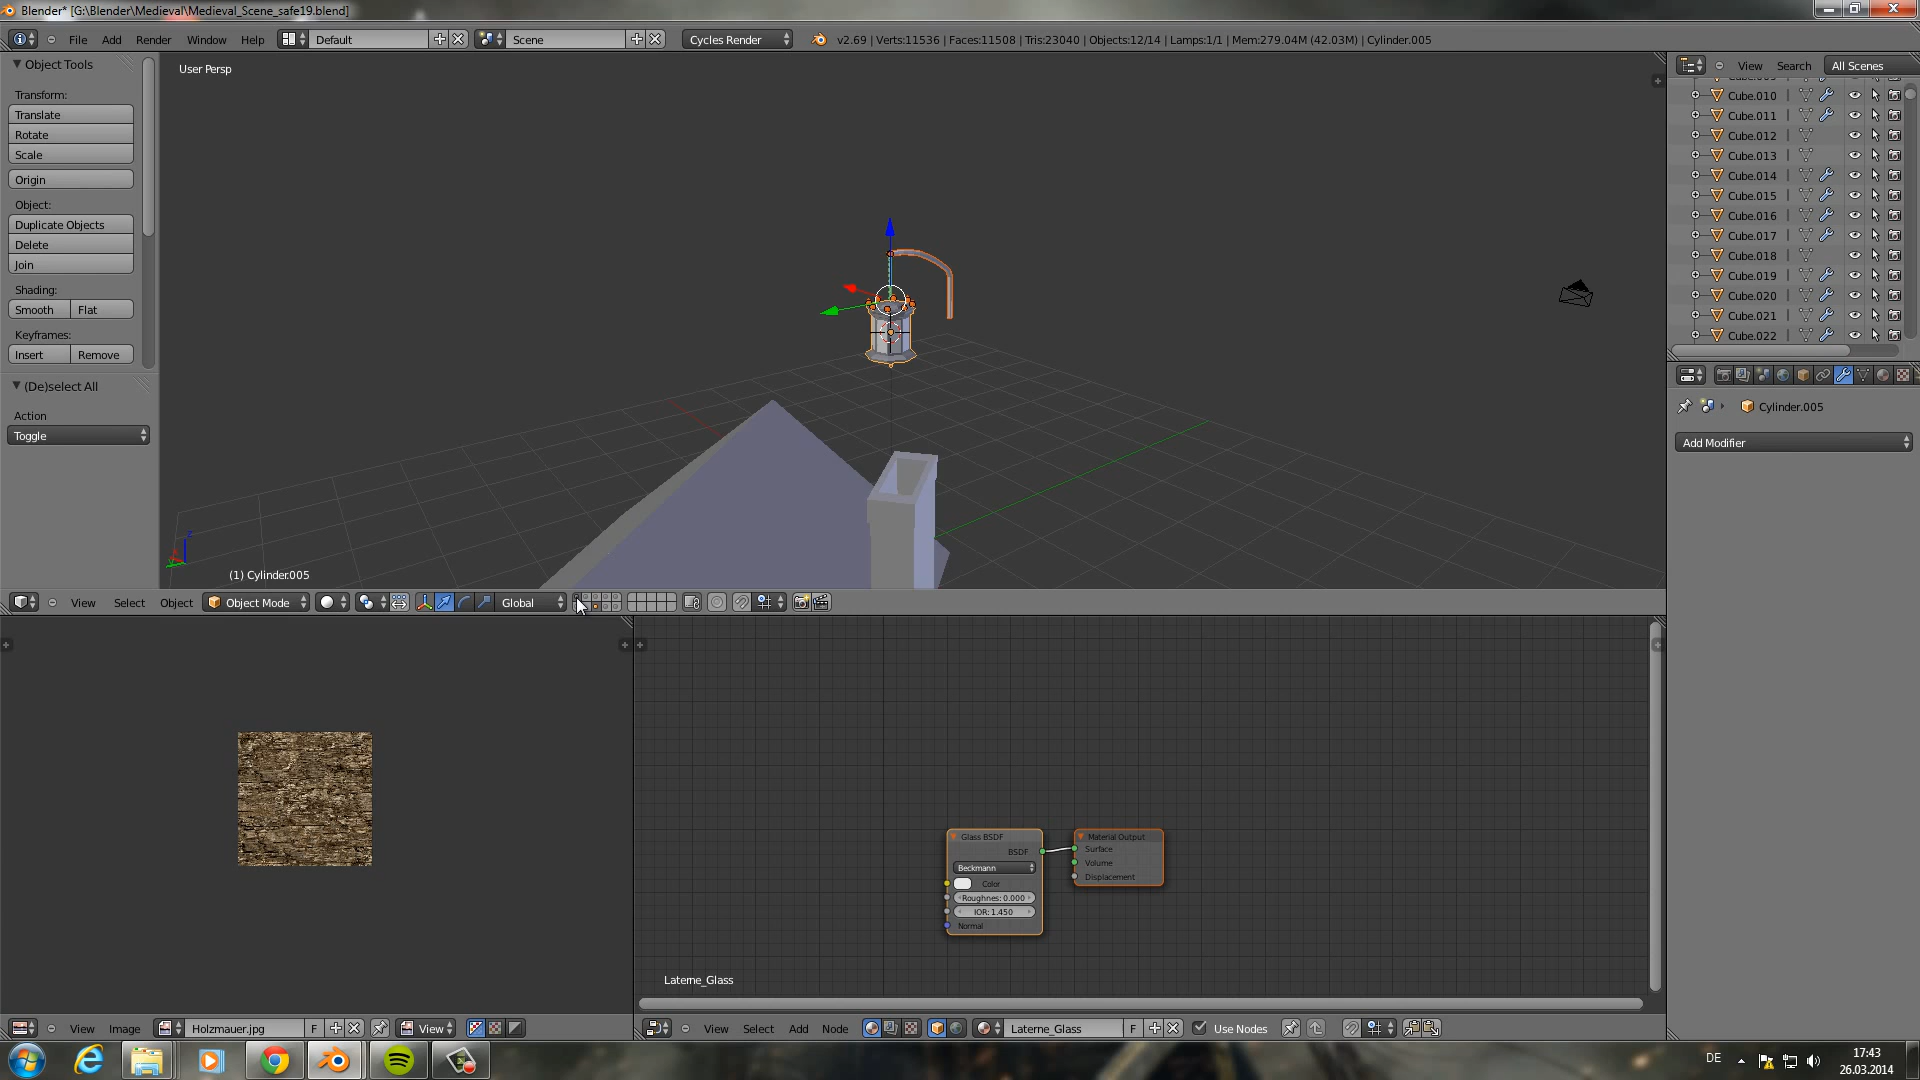 Blender* [G:\Blender\Medieval\Medieval_Scene_safe19.blend]
File Add Render Window Help Default Scene Cycles Render v2.69 | Verts:11536 | Faces:11508 | Tris:23040 | Objects:12/14 | Lamps:1/1 | Mem:279.04M (42.03M) | Cylinder.005
Object Tools
Transform:
Translate
Rotate
Scale
Origin
Object:
Duplicate Objects
Delete
Join
Shading:
Smooth Flat
Keyframes:
Insert Remove
(De)select All
Action
Toggle
User Persp
(1) Cylinder.005
View Select Object Object Mode Global
View Search All Scenes
Cube.010
Cube.011
Cube.012
Cube.013
Cube.014
Cube.015
Cube.016
Cube.017
Cube.018
Cube.019
Cube.020
Cube.021
Cube.022
Cylinder.005
Add Modifier
Glass BSDF
BSDF
Beckmann
Color
Roughnes: 0.000
IOR: 1.450
Normal
Material Output
Surface
Volume
Displacement
Laterne_Glass
View Image Holzmauer.jpg F View
View Select Add Node Laterne_Glass F Use Nodes
DE
17:43
26.03.2014